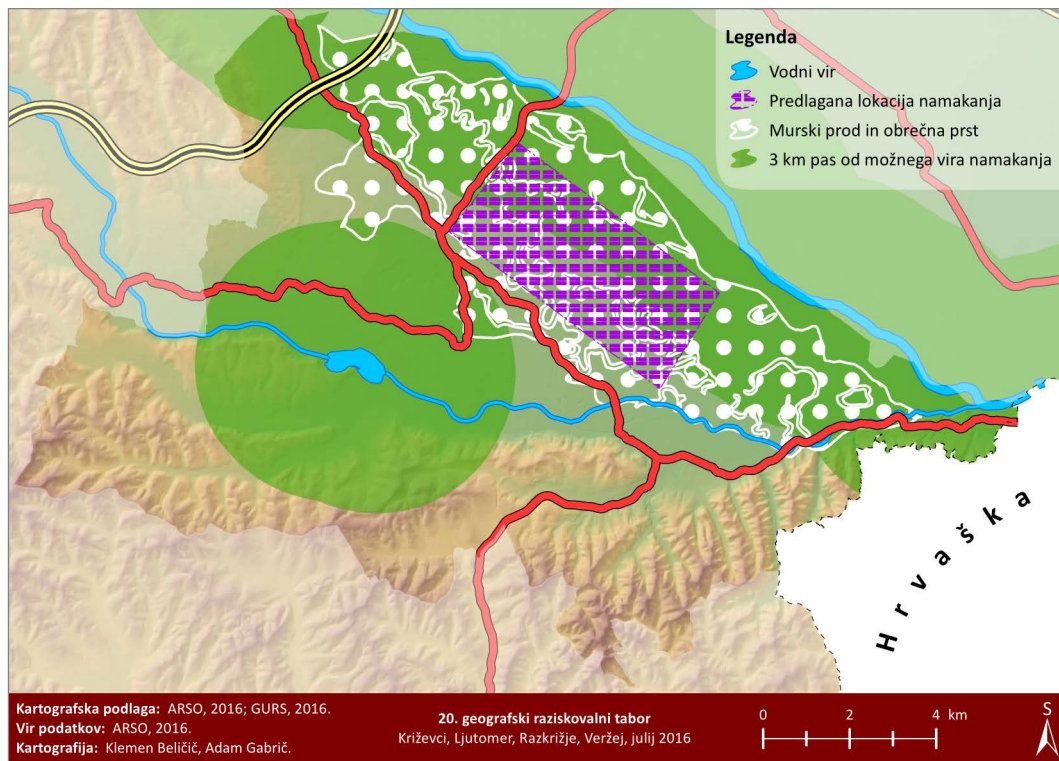 Legenda
Vodni vir
Predlagana lokacija namakanja
Murski prod in obrečna prst
3 km pas od možnega vira namakanja
Hrvaška
Kartografska podlaga: ARSO, 2016; GURS, 2016.
Vir podatkov: ARSO, 2016.
Kartografija: Klemen Beličič, Adam Gabrič.
20. geografski raziskovalni tabor
Križevci, Ljutomer, Razkrižje, Veržej, julij 2016
0 2 4 km
S